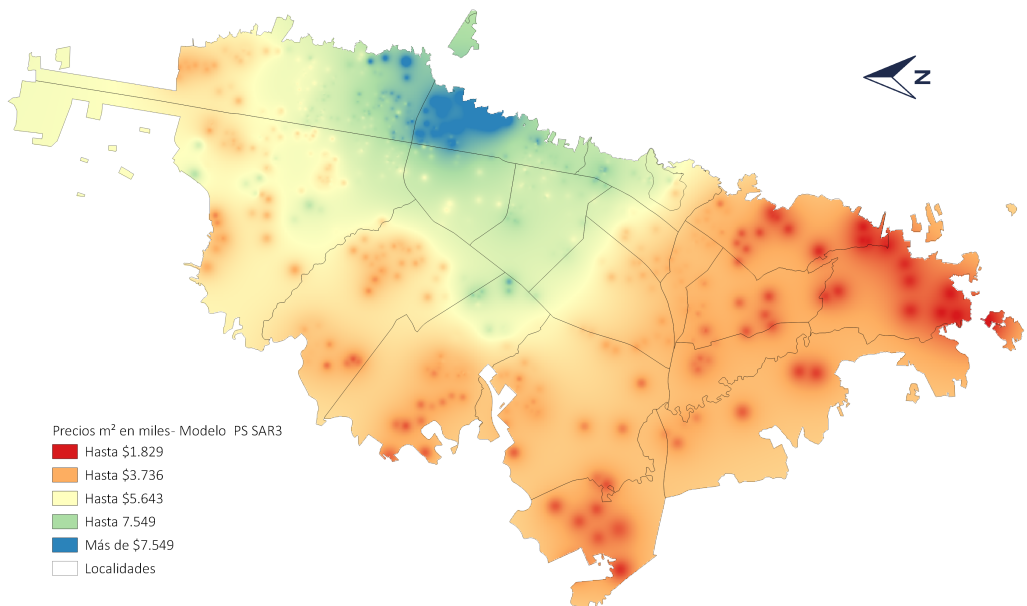 N
Precios m² en miles- Modelo PS SAR3
Hasta $1.829
Hasta $3.736
Hasta $5.643
Hasta 7.549
Más de $7.549
Localidades